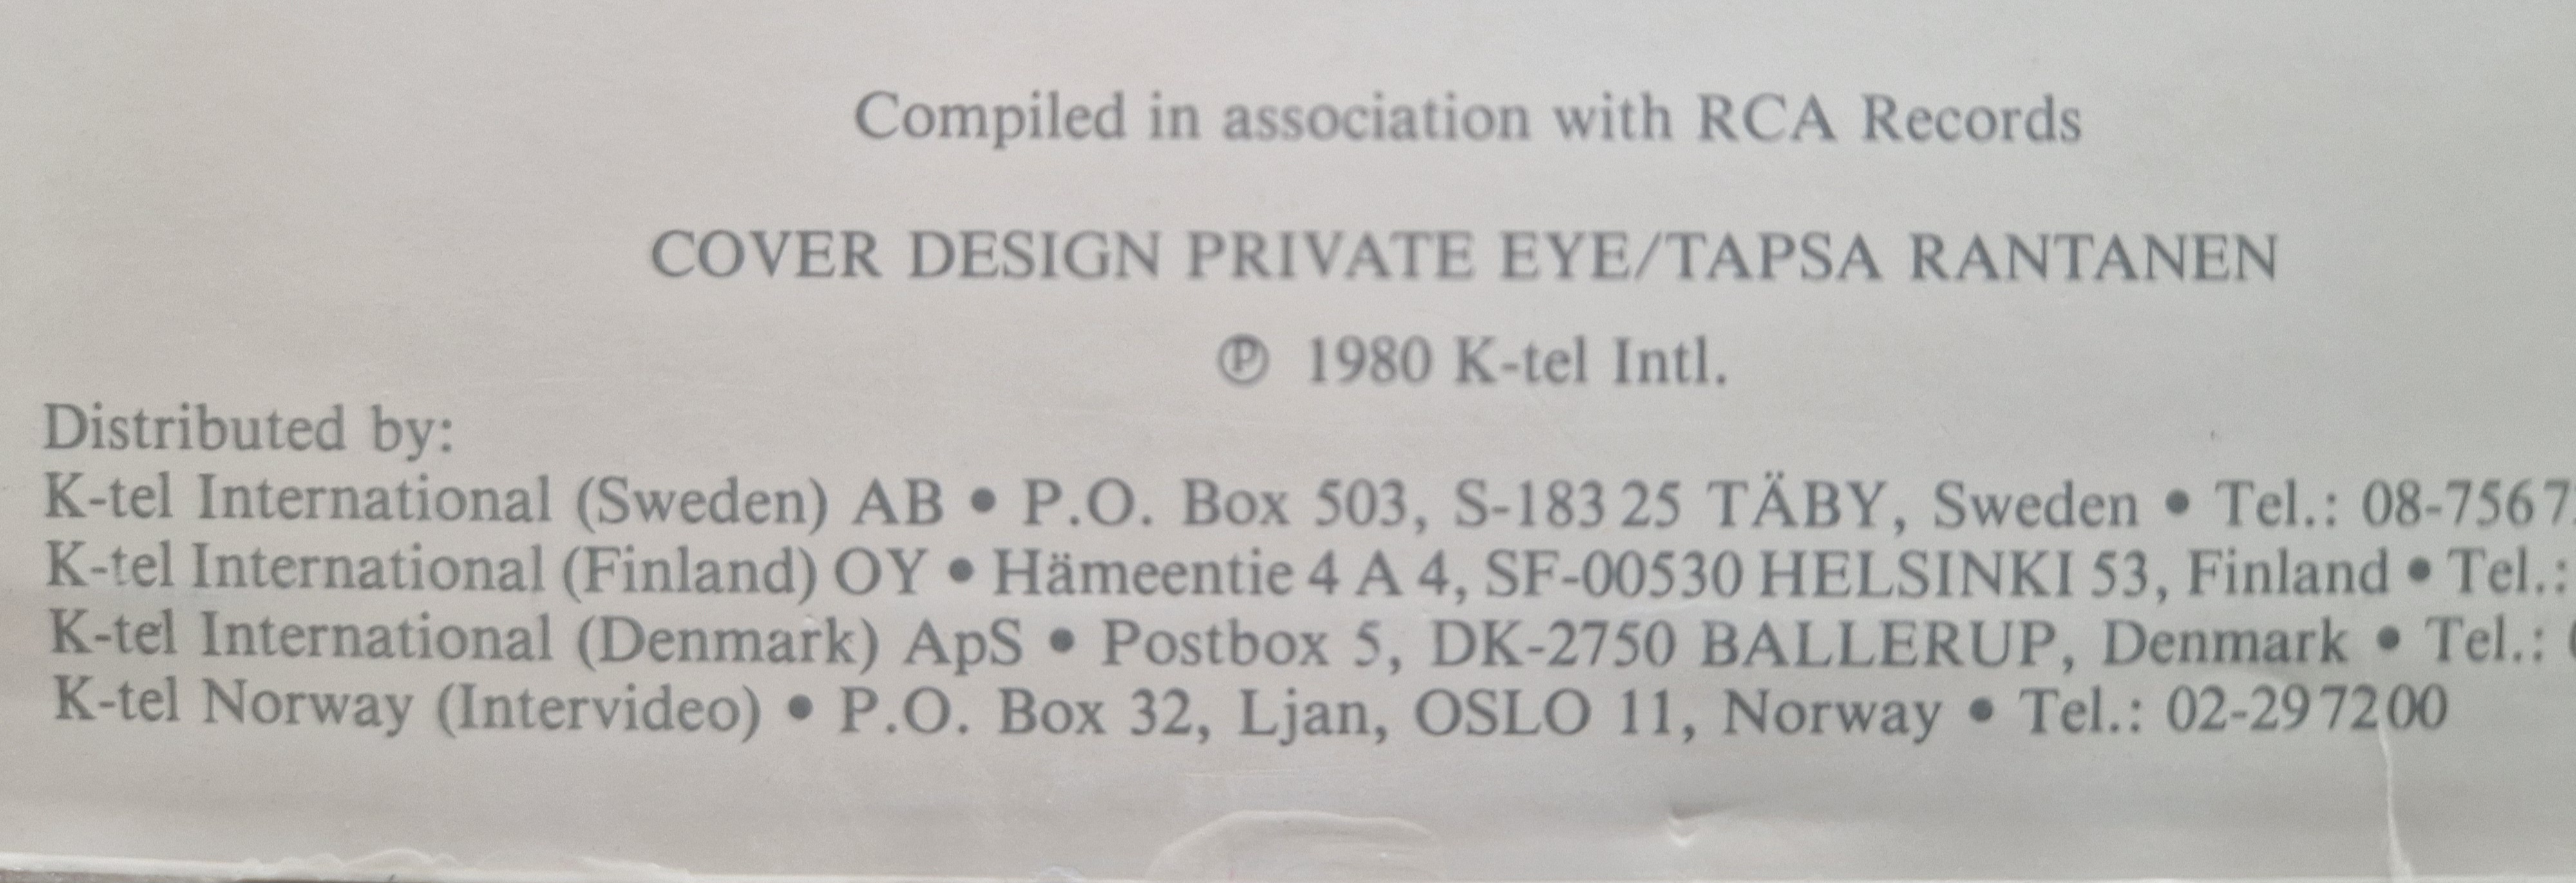 Compiled in association with RCA Records
COVER DESIGN PRIVATE EYE/TAPSA RANTANEN
℗ 1980 K-tel Intl.
Distributed by:
K-tel International (Sweden) AB • P.O. Box 503, S-183 25 TÄBY, Sweden • Tel.: 08-7567
K-tel International (Finland) OY • Hämeentie 4 A 4, SF-00530 HELSINKI 53, Finland • Tel.:
K-tel International (Denmark) ApS • Postbox 5, DK-2750 BALLERUP, Denmark • Tel.:
K-tel Norway (Intervideo) • P.O. Box 32, Ljan, OSLO 11, Norway • Tel.: 02-297200